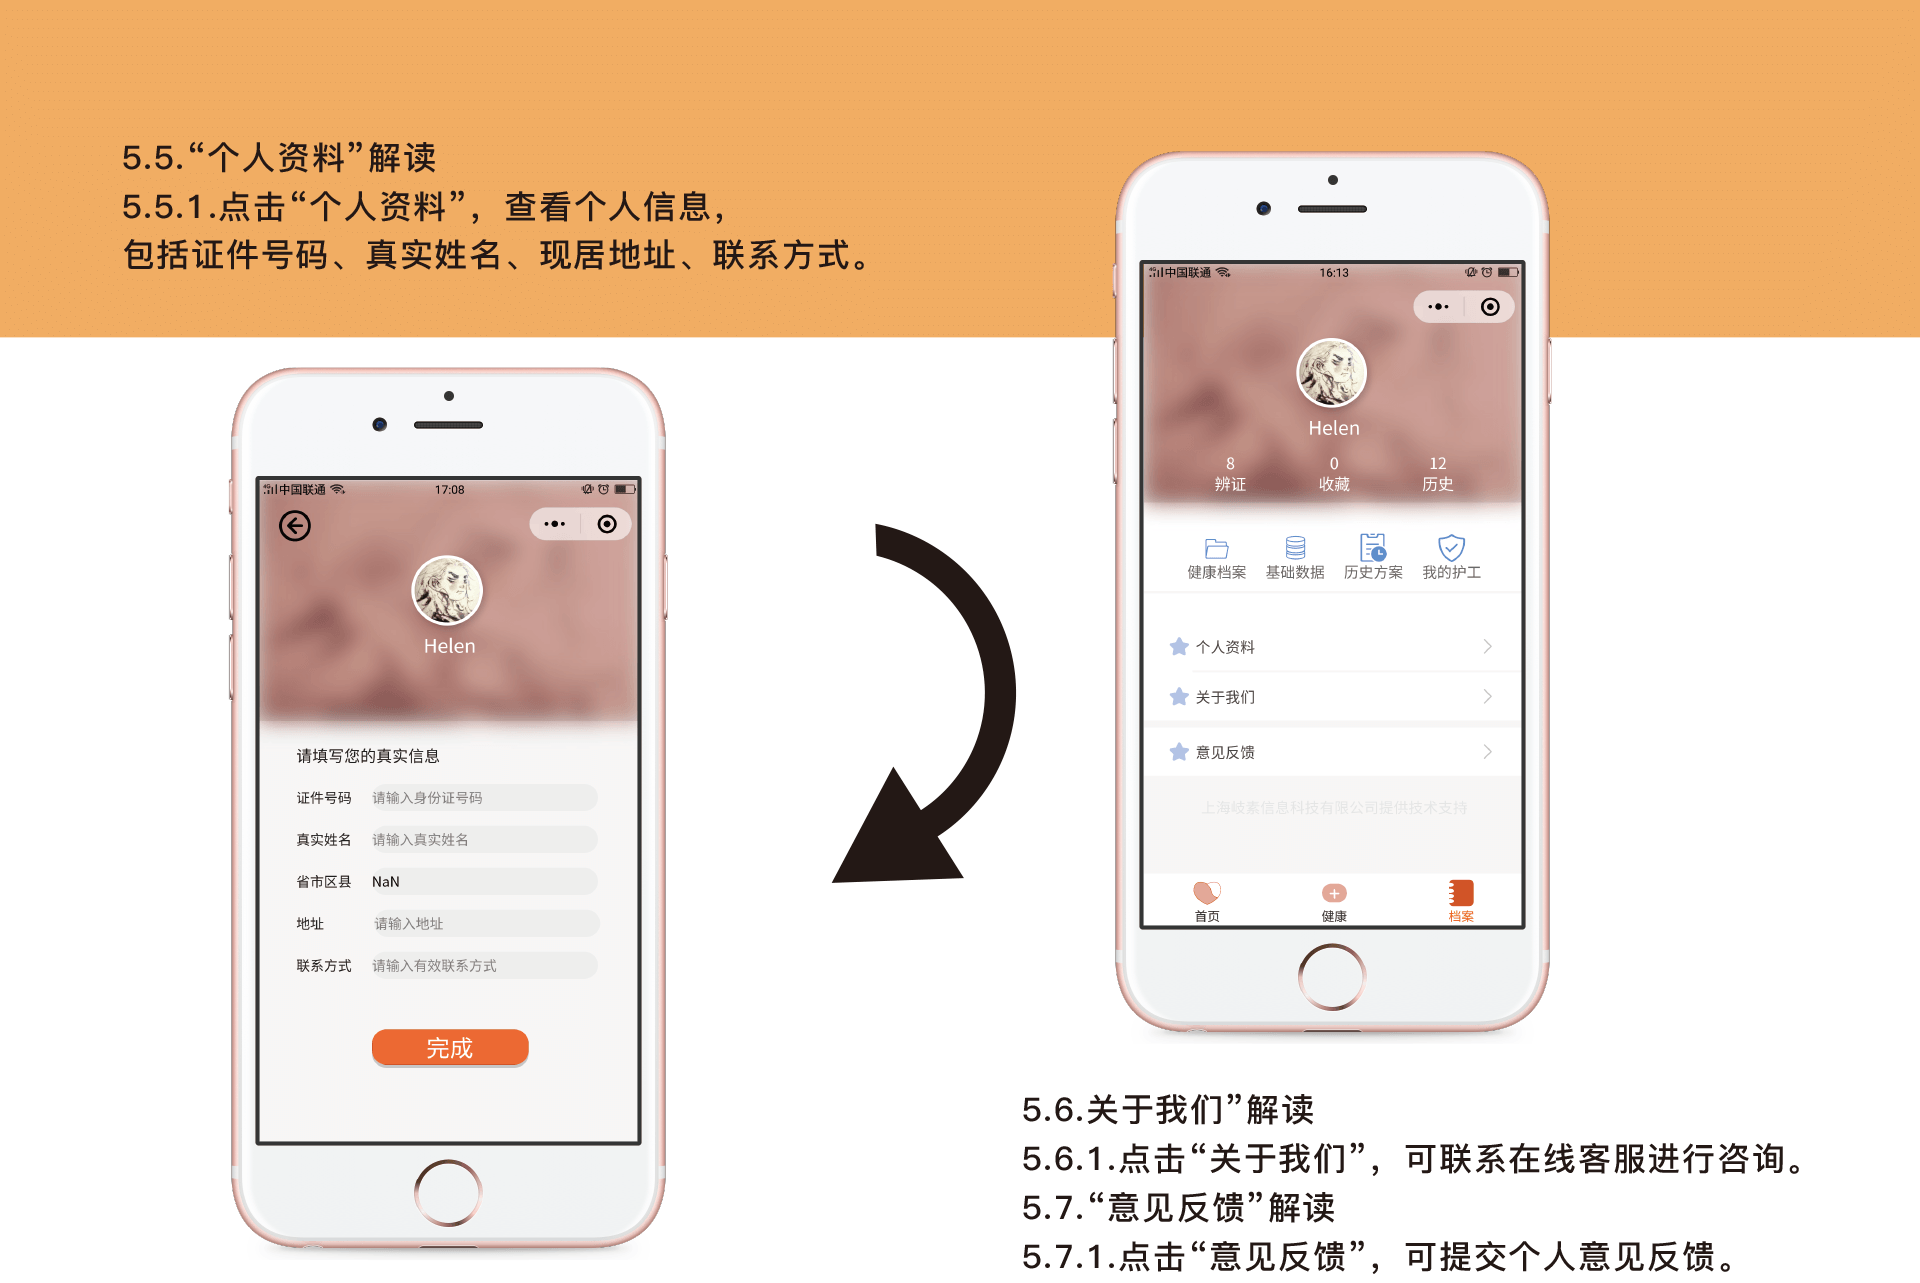 5.5.“个人资料”解读
5.5.1.点击“个人资料”，查看个人信息，
包括证件号码、真实姓名、现居地址、联系方式。
4G 中国联通 16:13
Helen
8 0 12
辨证 收藏 历史
健康档案 基础数据 历史方案 我的护工
个人资料
关于我们
意见反馈
上海岐素信息科技有限公司提供技术支持
首页 健康 档案
4G 中国联通 17:08
Helen
请填写您的真实信息
证件号码 请输入身份证号码
真实姓名 请输入真实姓名
省市区县 NaN
地址 请输入地址
联系方式 请输入有效联系方式
完成
5.6.关于我们”解读
5.6.1.点击“关于我们”，可联系在线客服进行咨询。
5.7.“意见反馈”解读
5.7.1.点击“意见反馈”，可提交个人意见反馈。